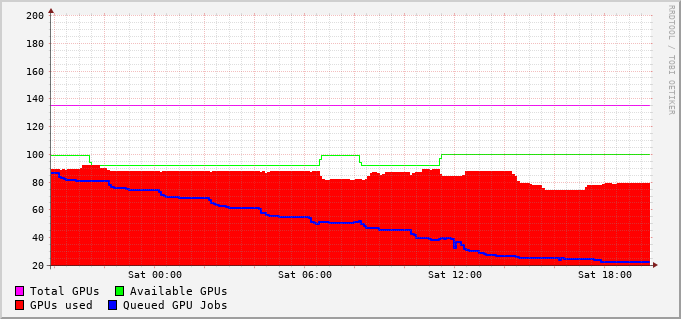 200
180
160
140
120
100
80
60
40
20
Sat 00:00 Sat 06:00 Sat 12:00 Sat 18:00
Total GPUs Available GPUs
GPUs used Queued GPU Jobs
RRDTOOL / TOBI OETIKER